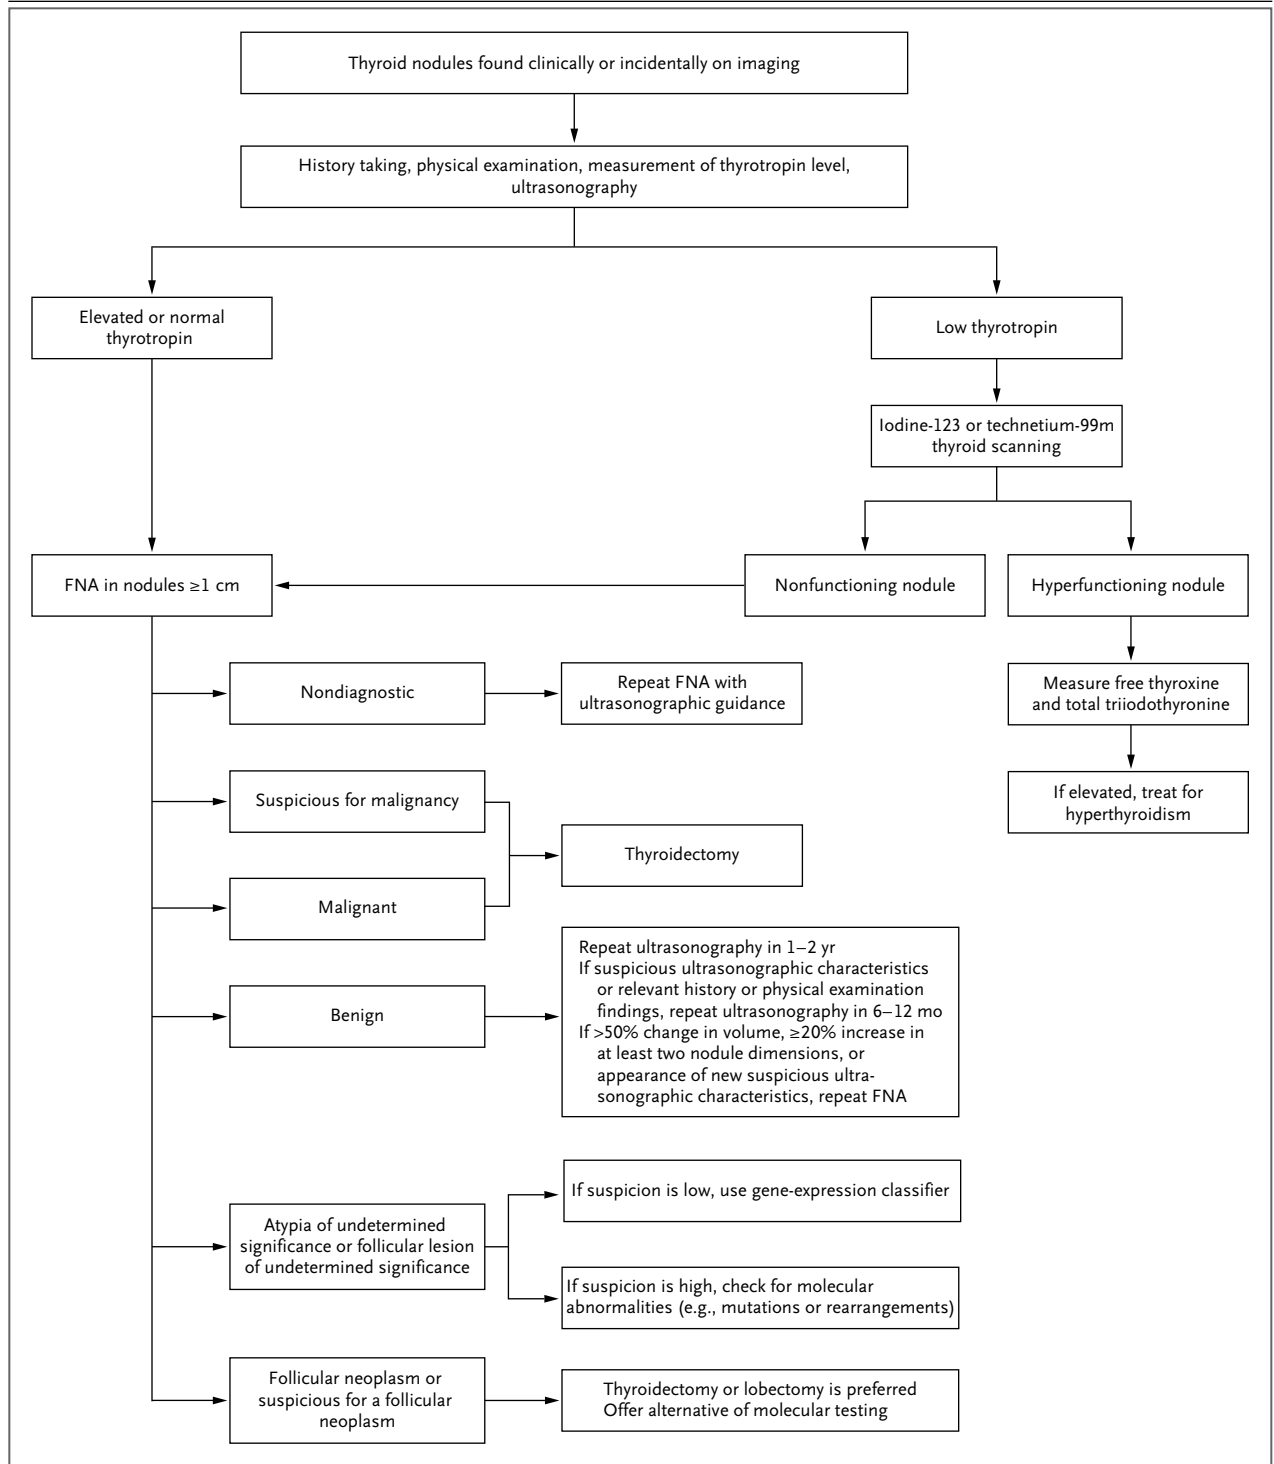 Thyroid nodules found clinically or incidentally on imaging
History taking, physical examination, measurement of thyrotropin level,
ultrasonography
Elevated or normal
thyrotropin
Low thyrotropin
Iodine-123 or technetium-99m
thyroid scanning
FNA in nodules ≥1 cm
Nonfunctioning nodule
Hyperfunctioning nodule
Nondiagnostic
Repeat FNA with
ultrasonographic guidance
Measure free thyroxine
and total triiodothyronine
Suspicious for malignancy
If elevated, treat for
hyperthyroidism
Thyroidectomy
Malignant
Benign
Repeat ultrasonography in 1–2 yr
If suspicious ultrasonographic characteristics
or relevant history or physical examination
findings, repeat ultrasonography in 6–12 mo
If >50% change in volume, ≥20% increase in
at least two nodule dimensions, or
appearance of new suspicious ultra-
sonographic characteristics, repeat FNA
Atypia of undetermined
significance or follicular lesion
of undetermined significance
If suspicion is low, use gene-expression classifier
If suspicion is high, check for molecular
abnormalities (e.g., mutations or rearrangements)
Follicular neoplasm or
suspicious for a follicular
neoplasm
Thyroidectomy or lobectomy is preferred
Offer alternative of molecular testing